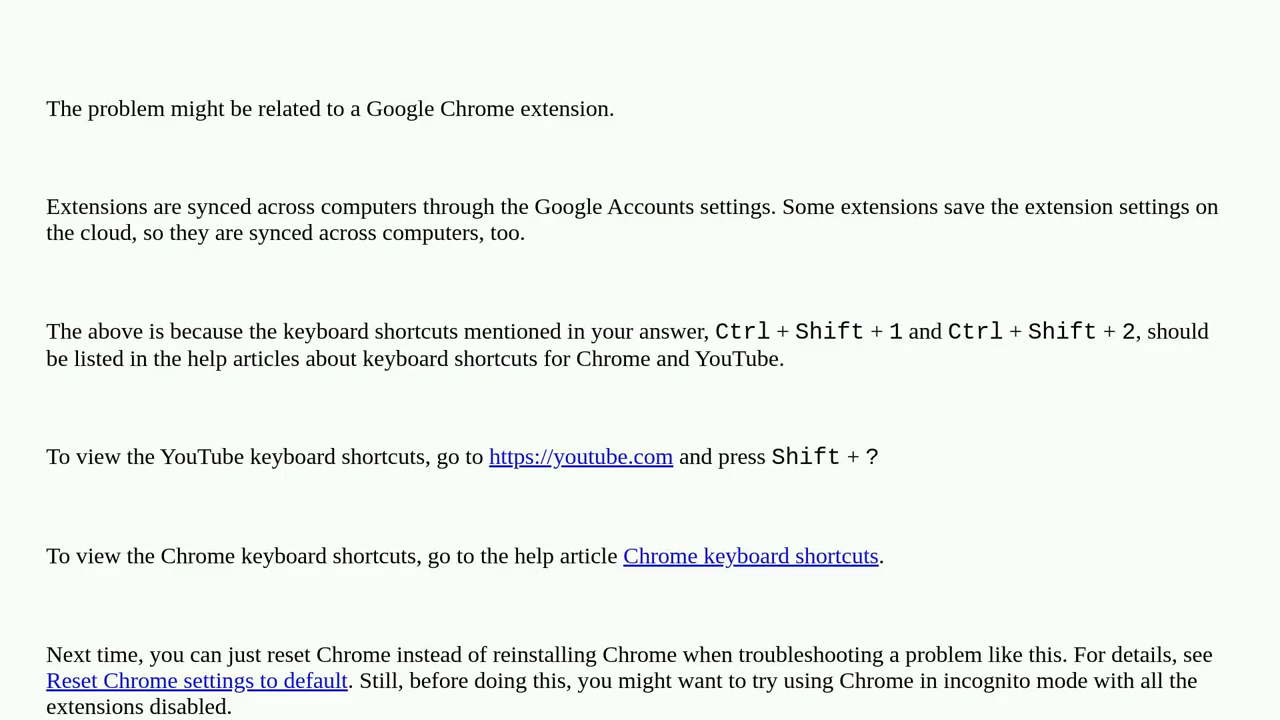 The problem might be related to a Google Chrome extension.
Extensions are synced across computers through the Google Accounts settings. Some extensions save the extension settings on
the cloud, so they are synced across computers, too.
The above is because the keyboard shortcuts mentioned in your answer, Ctrl + Shift + 1 and Ctrl + Shift + 2, should
be listed in the help articles about keyboard shortcuts for Chrome and YouTube.
To view the YouTube keyboard shortcuts, go to https://youtube.com and press Shift + ?
To view the Chrome keyboard shortcuts, go to the help article Chrome keyboard shortcuts.
Next time, you can just reset Chrome instead of reinstalling Chrome when troubleshooting a problem like this. For details, see
Reset Chrome settings to default. Still, before doing this, you might want to try using Chrome in incognito mode with all the
extensions disabled.